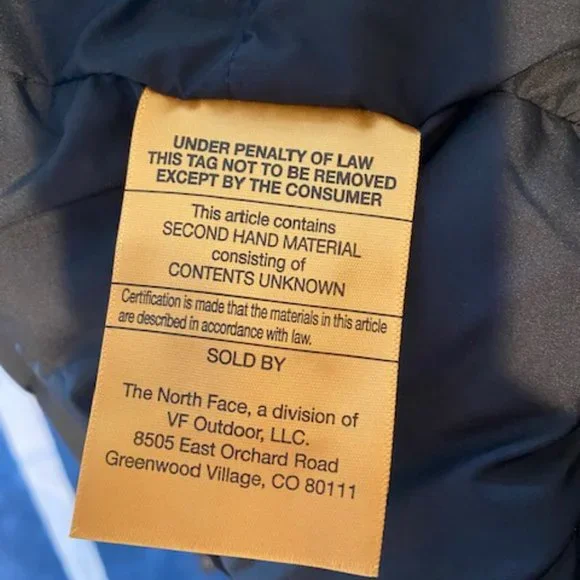 UNDER PENALTY OF LAW
THIS TAG NOT TO BE REMOVED
EXCEPT BY THE CONSUMER
This article contains
SECOND HAND MATERIAL
consisting of
CONTENTS UNKNOWN
Certification is made that the materials in this article
are described in accordance with law.
SOLD BY
The North Face, a division of
VF Outdoor, LLC.
8505 East Orchard Road
Greenwood Village, CO 80111